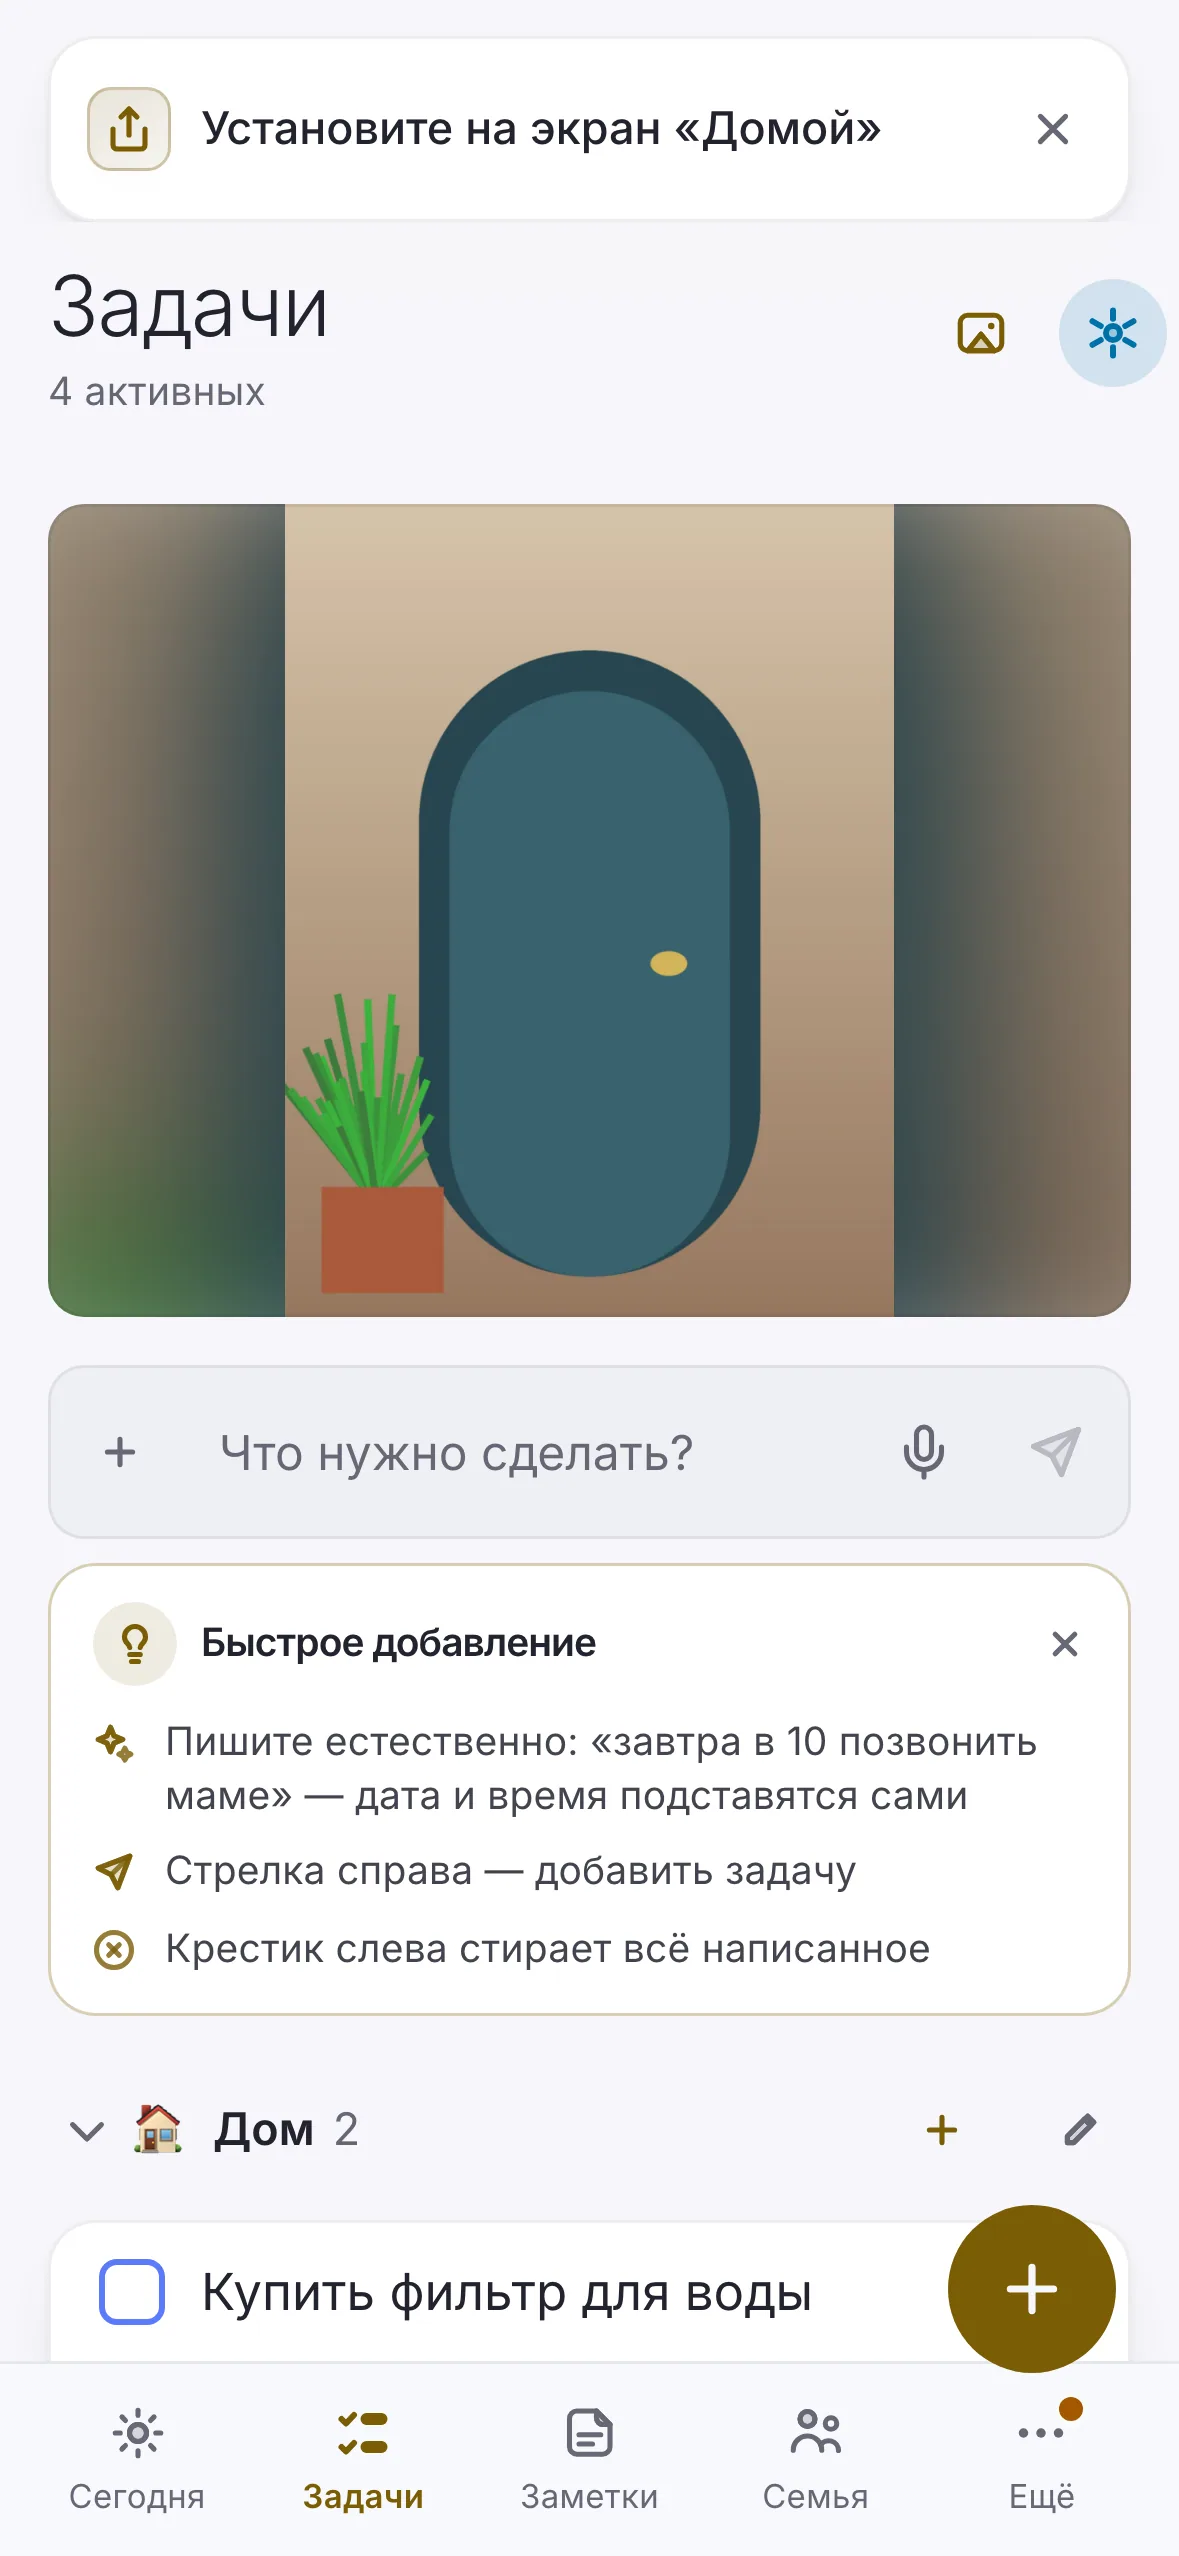 Установите на экран «Домой»
Задачи
4 активных
Что нужно сделать?
Быстрое добавление
Пишите естественно: «завтра в 10 позвонить
маме» — дата и время подставятся сами
Стрелка справа — добавить задачу
Крестик слева стирает всё написанное
Дом 2
Купить фильтр для воды
Сегодня
Задачи
Заметки
Семья
Ещё